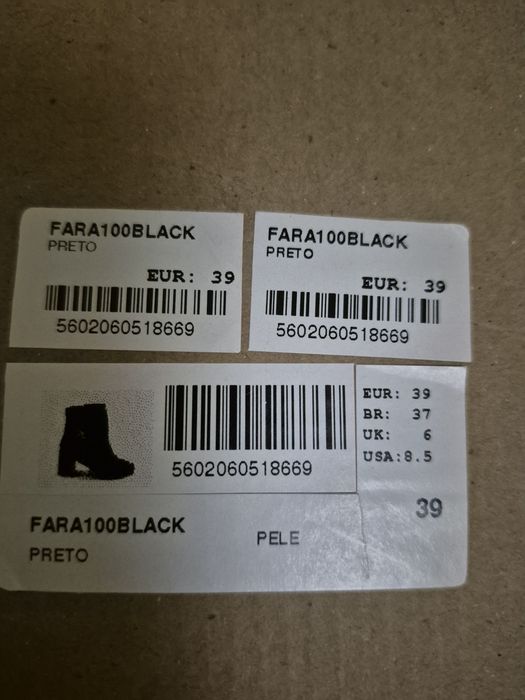 FARA100BLACK
PRETO
EUR: 39
5602060518669
FARA100BLACK
PRETO
EUR: 39
5602060518669
5602060518669
EUR: 39
BR: 37
UK: 6
USA:8.5
39
FARA100BLACK
PELE
PRETO